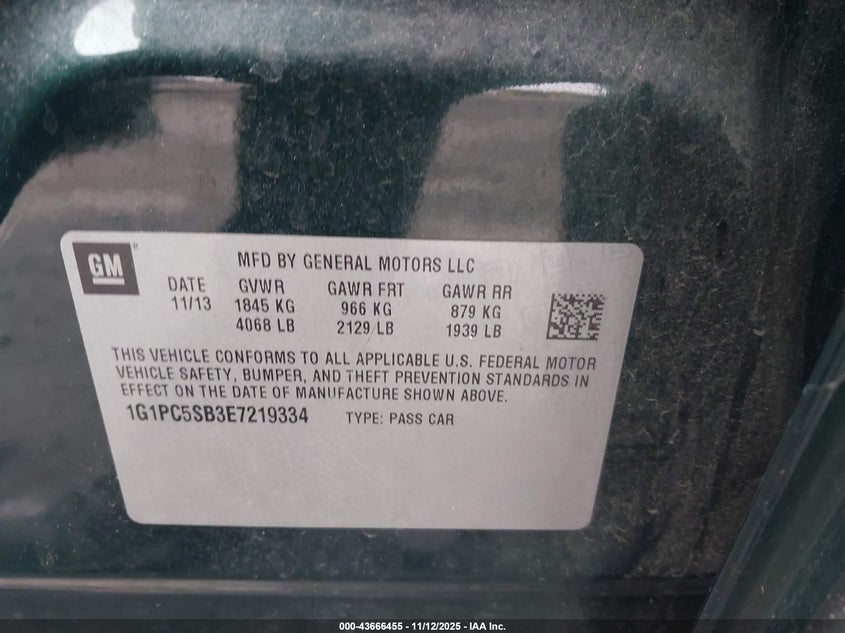 GM
MFD BY GENERAL MOTORS LLC
DATE GVWR GAWR FRT GAWR RR
11/13 1845 KG 966 KG 879 KG
4068 LB 2129 LB 1939 LB
THIS VEHICLE CONFORMS TO ALL APPLICABLE U.S. FEDERAL MOTOR
VEHICLE SAFETY, BUMPER, AND THEFT PREVENTION STANDARDS IN
EFFECT ON THE DATE OF MANUFACTURE SHOWN ABOVE.
1G1PC5SB3E7219334 TYPE: PASS CAR
000-43666455 - 11/12/2025 - IAA Inc.